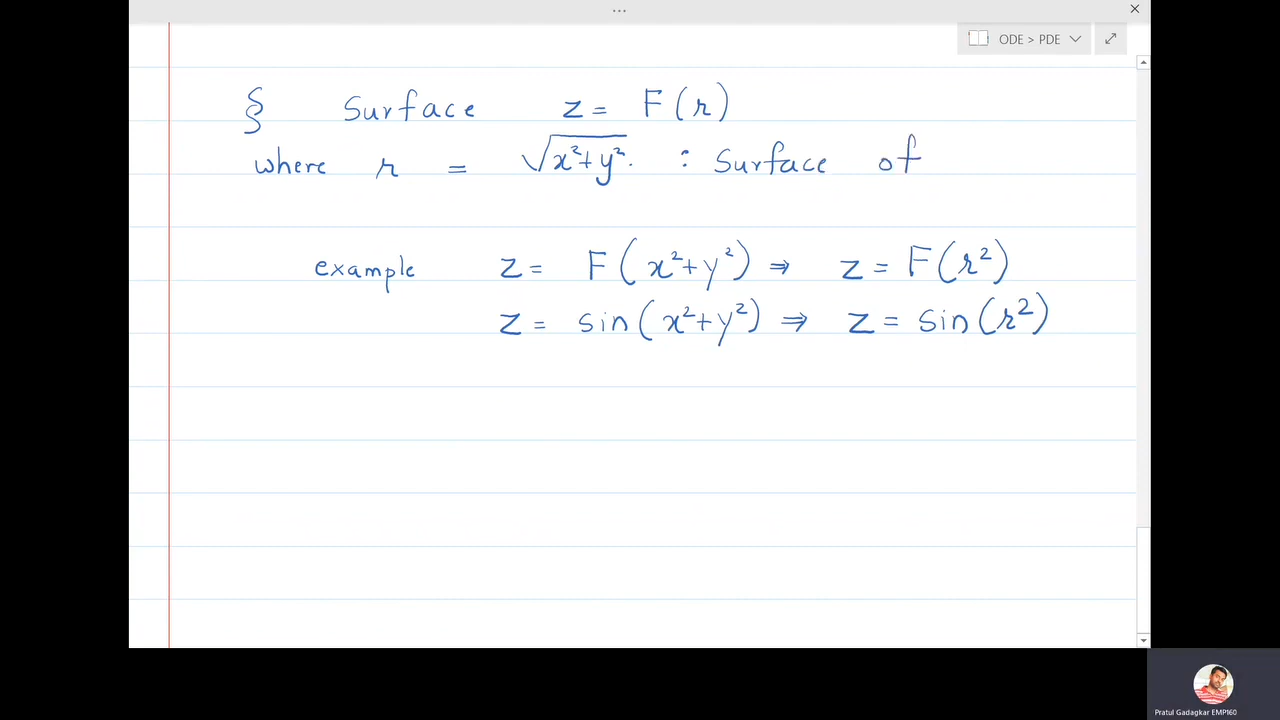 ODE > PDE
§ Surface z = F(r)
where r = √x²+y². : Surface of
example z = F(x²+y²) ⇒ z = F(r²)
z = sin(x²+y²) ⇒ z = sin(r²)
Pratul Gadagkar EMP160